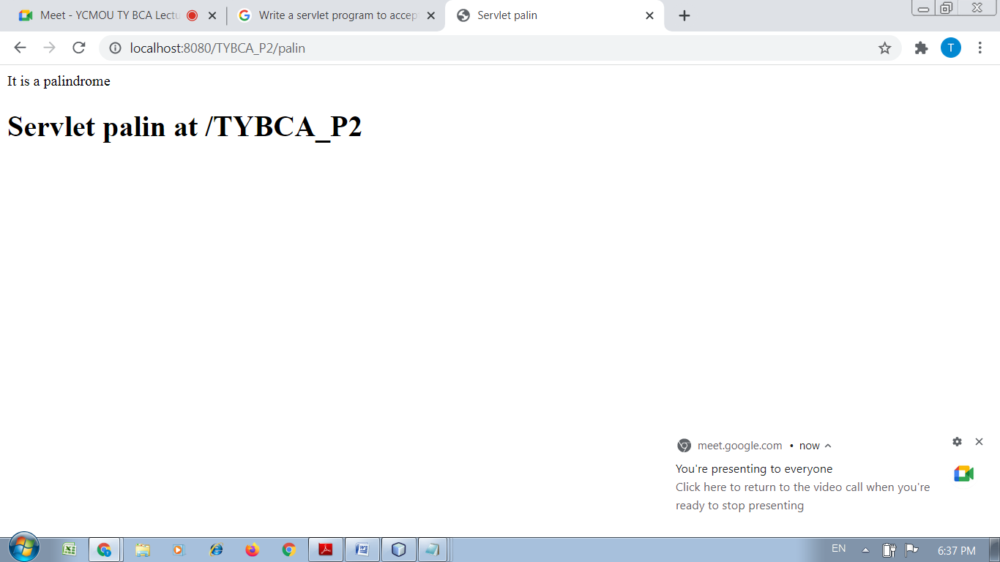 Meet - YCMOU TY BCA Lectu
Write a servlet program to accep
Servlet palin
localhost:8080/TYBCA_P2/palin
T
It is a palindrome
Servlet palin at /TYBCA_P2
meet.google.com • now
You're presenting to everyone
Click here to return to the video call when you're
ready to stop presenting
EN
6:37 PM